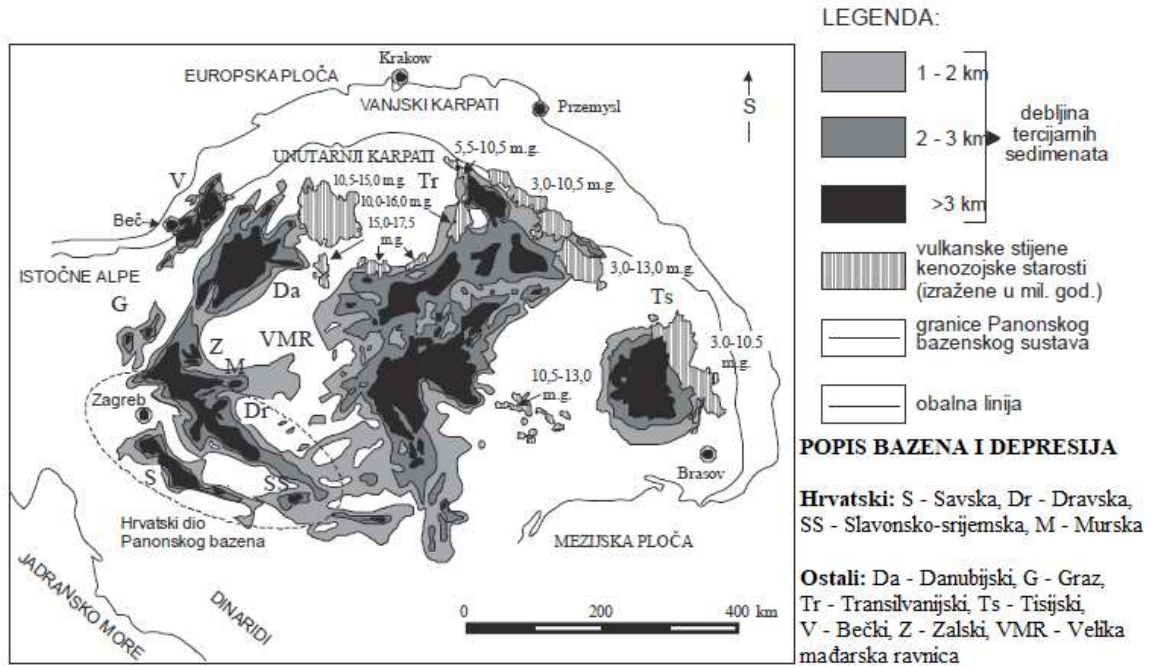 LEGENDA:
1 - 2 km
2 - 3 km
>3 km
debljina
tercijarnih
sedimenata
vulkanske stijene
kenozojske starosti
(izražene u mil. god.)
granice Panonskog
bazenskog sustava
obalna linija
POPIS BAZENA I DEPRESIJA
Hrvatski: S - Savska, Dr - Dravska,
SS - Slavonsko-srijemska, M - Murska
Ostali: Da - Danubijski, G - Graz,
Tr - Transilvanijski, Ts - Tisijski,
V - Bečki, Z - Zalski, VMR - Velika
mađarska ravnica
Krakow
EUROPSKA PLOČA
VANJSKI KARPATI
Przemysl
S
5,5-10,5 m.g.
UNUTARNJI KARPATI
V
10,5-15,0 m.g.
Tr
3,0-10,5 m.g.
10,0-16,0 m.g.
Beč
15,0-17,5
m.g.
ISTOČNE ALPE
3,0-13,0 m.g.
Da
G
Ts
VMR
Z
3.0-10.5
m.g.
M
10,5-13,0
m.g.
Zagreb
Dr
Brasov
S
SS
Hrvatski dio
Panonskog bazena
MEZIJSKA PLOČA
JADRANSKO MORE
DINARIDI
0
200
400 km